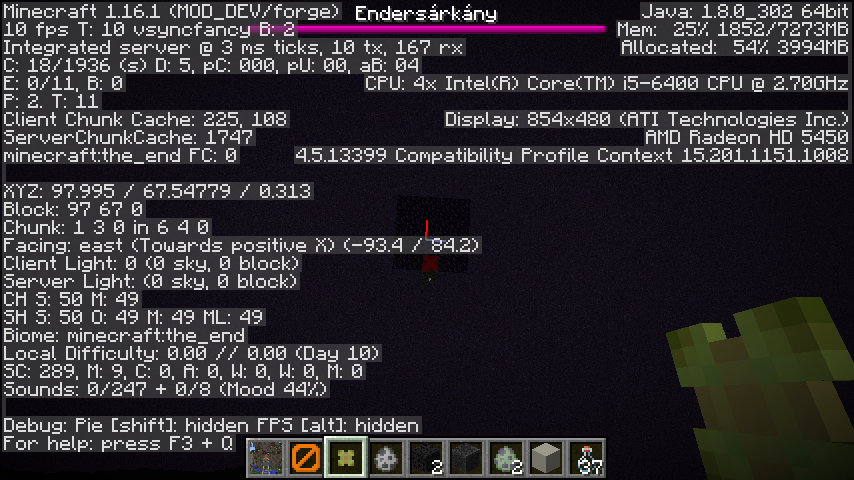 Minecraft 1.16.1 (MOD_DEV/forge)
10 fps T: 10 vsyncfancy B: 2
Integrated server @ 3 ms ticks, 10 tx, 167 rx
C: 18/1936 (s) D: 5, pC: 000, pU: 00, aB: 04
E: 0/11, B: 0
P: 2. T: 11
Client Chunk Cache: 225, 108
ServerChunkCache: 1747
minecraft:the_end FC: 0
XYZ: 97.995 / 67.54779 / 0.313
Block: 97 67 0
Chunk: 1 3 0 in 6 4 0
Facing: east (Towards positive X) (-93.4 / 84.2)
Client Light: 0 (0 sky, 0 block)
Server Light: (0 sky, 0 block)
CH S: 50 M: 49
SH S: 50 O: 49 M: 49 ML: 49
Biome: minecraft:the_end
Local Difficulty: 0.00 // 0.00 (Day 10)
SC: 289, M: 9, C: 0, A: 0, W: 0, W: 0, M: 0
Sounds: 0/247 + 0/8 (Mood 44%)
Debug: Pie [shift]: hidden FPS [alt]: hidden
For help: press F3 + Q
Endersárkány
Java: 1.8.0_302 64bit
Mem: 25% 1852/7273MB
Allocated: 54% 3994MB
CPU: 4x Intel(R) Core(TM) i5-6400 CPU @ 2.70GHz
Display: 854x480 (ATI Technologies Inc.)
AMD Radeon HD 5450
4.5.13399 Compatibility Profile Context 15.201.1151.1008
2
2
37